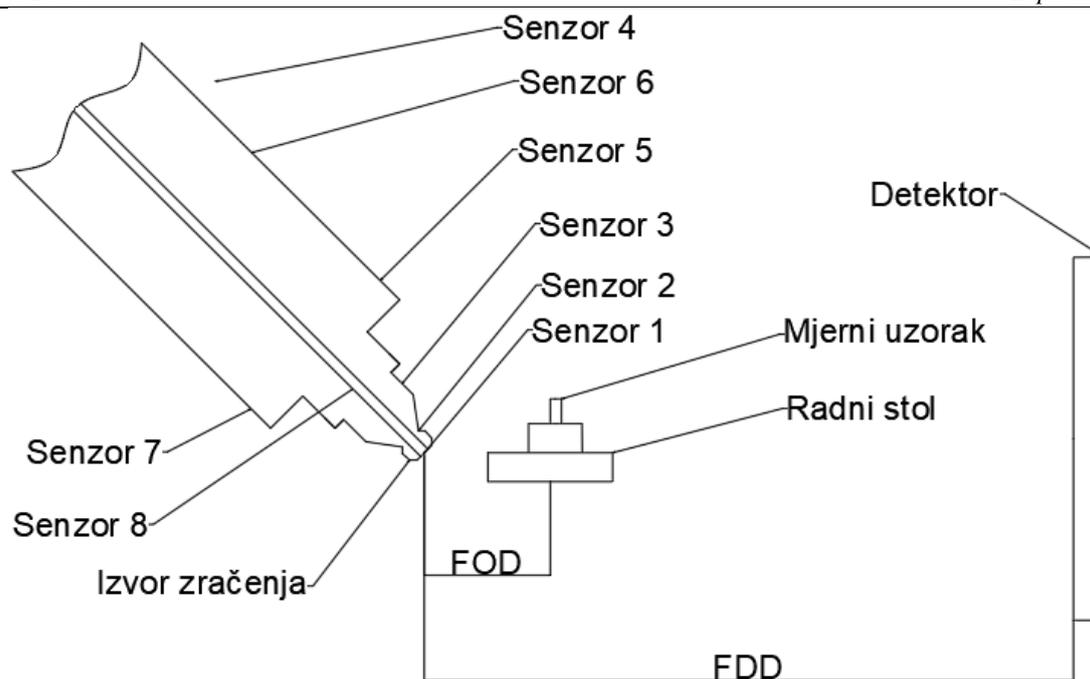 Senzor 4
Senzor 6
Senzor 5
Detektor
Senzor 3
Senzor 2
Senzor 1
Mjerni uzorak
Radni stol
Senzor 7
Senzor 8
Izvor zračenja
FOD
FDD